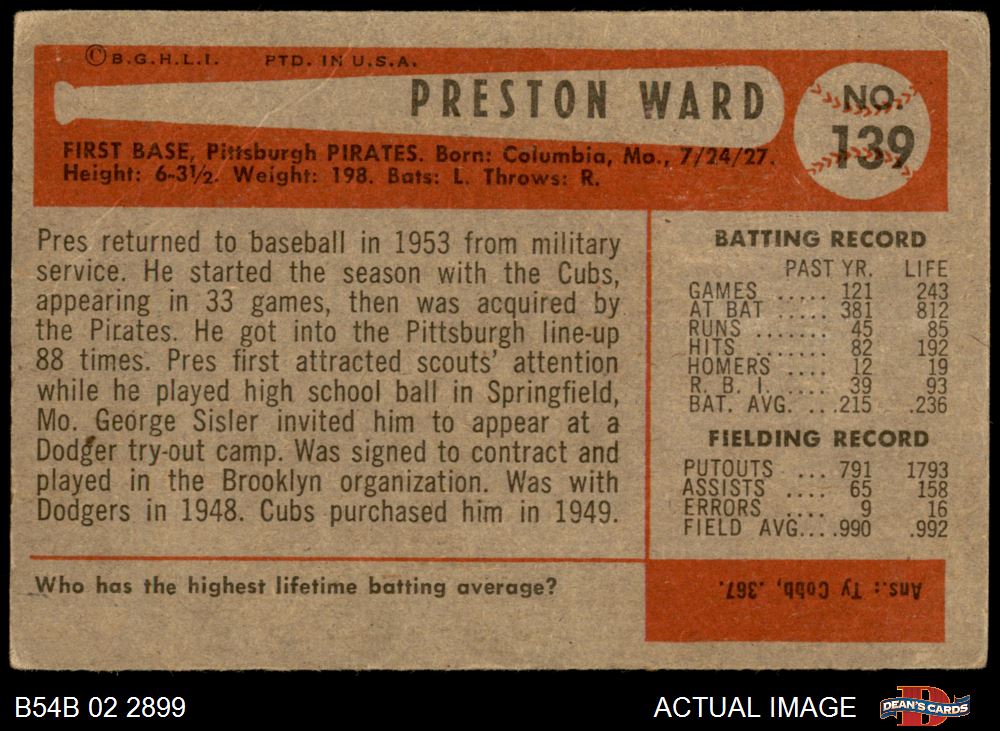 © B.G.H.L.I. PTD. IN U.S.A.
PRESTON WARD
NO.
139
FIRST BASE, Pittsburgh PIRATES. Born: Columbia, Mo., 7/24/27.
Height: 6-3½. Weight: 198. Bats: L. Throws: R.
Pres returned to baseball in 1953 from military
service. He started the season with the Cubs,
appearing in 33 games, then was acquired by
the Pirates. He got into the Pittsburgh line-up
88 times. Pres first attracted scouts' attention
while he played high school ball in Springfield,
Mo. George Sisler invited him to appear at a
Dodger try-out camp. Was signed to contract and
played in the Brooklyn organization. Was with
Dodgers in 1948. Cubs purchased him in 1949.
BATTING RECORD
PAST YR. LIFE
GAMES ..... 121 243
AT BAT ..... 381 812
RUNS ....... 45 85
HITS ....... 82 192
HOMERS .... 12 19
R. B. I. .... 39 93
BAT. AVG. ... .215 .236
FIELDING RECORD
PUTOUTS ... 791 1793
ASSISTS .... 65 158
ERRORS .... 9 16
FIELD AVG.... .990 .992
Who has the highest lifetime batting average?
Ans.: Ty Cobb, .367.
B54B 02 2899
ACTUAL IMAGE
D
DEAN'S CARDS